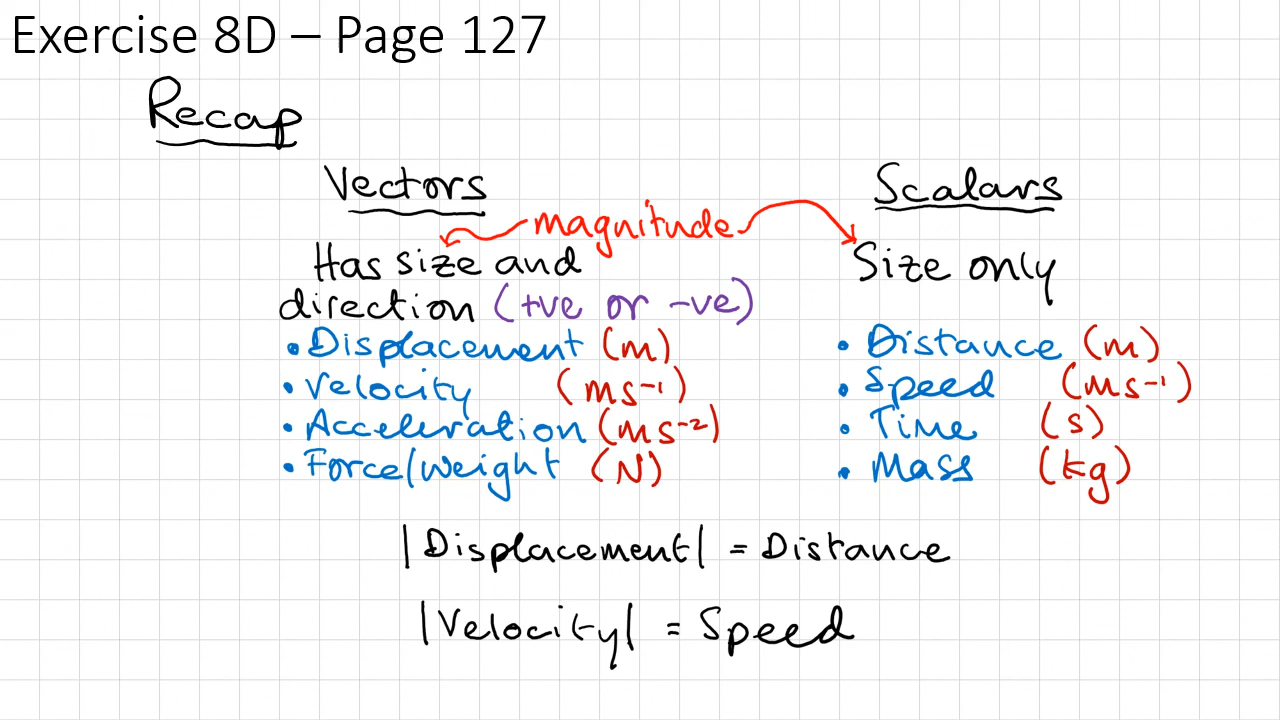 Exercise 8D – Page 127
Recap
Vectors
Scalars
magnitude
Has size and
direction (+ve or -ve)
• Displacement (m)
• Velocity (ms⁻¹)
• Acceleration (ms⁻²)
• Force/Weight (N)
Size only
• Distance (m)
• Speed (ms⁻¹)
• Time (s)
• Mass (kg)
|Displacement| = Distance
|Velocity| = Speed